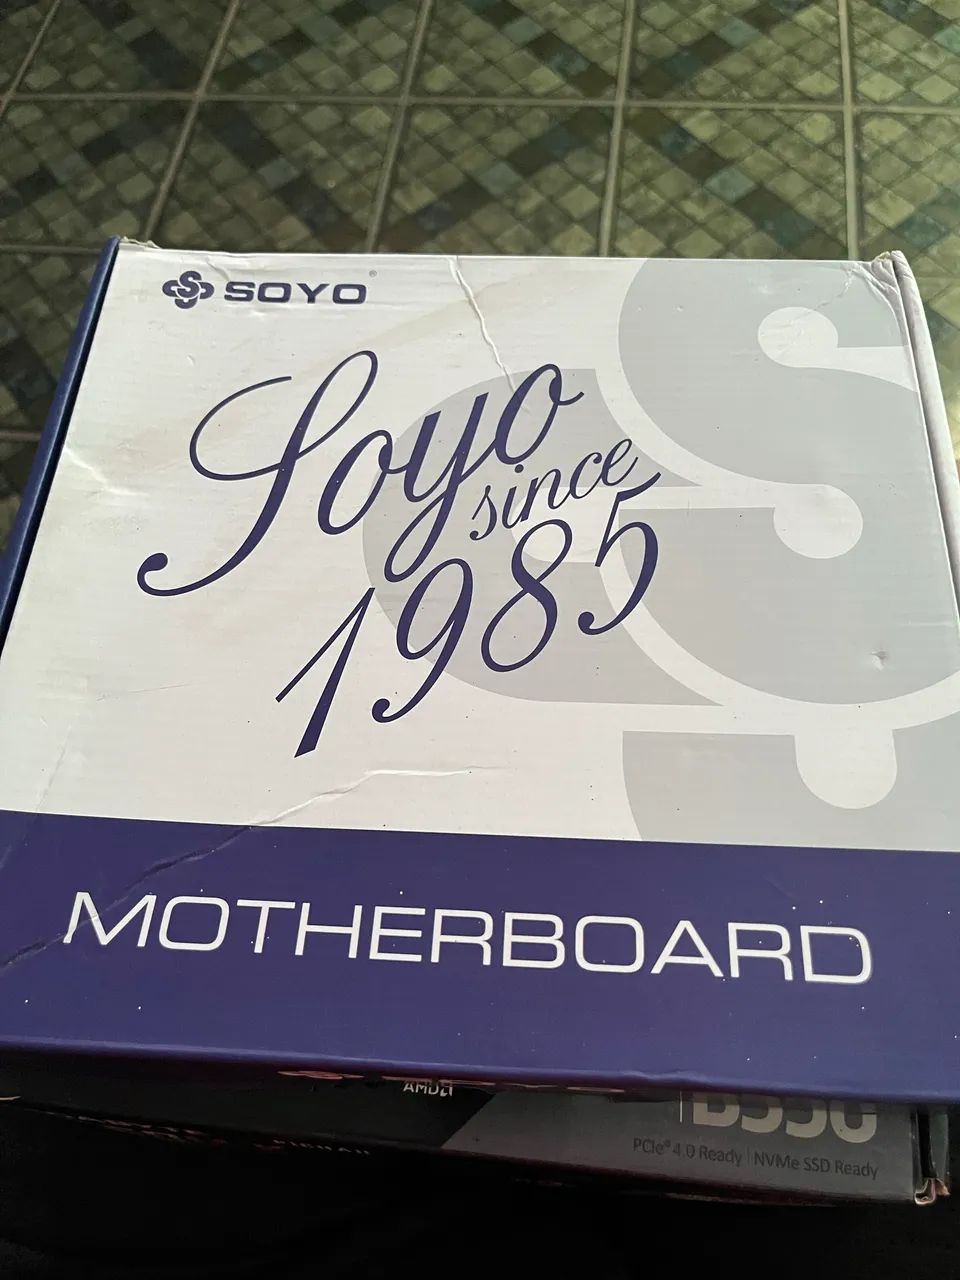 SOYO®
Soyo
since
1985
MOTHERBOARD
AMD
PCIe® 4.0 Ready | NVMe SSD Ready